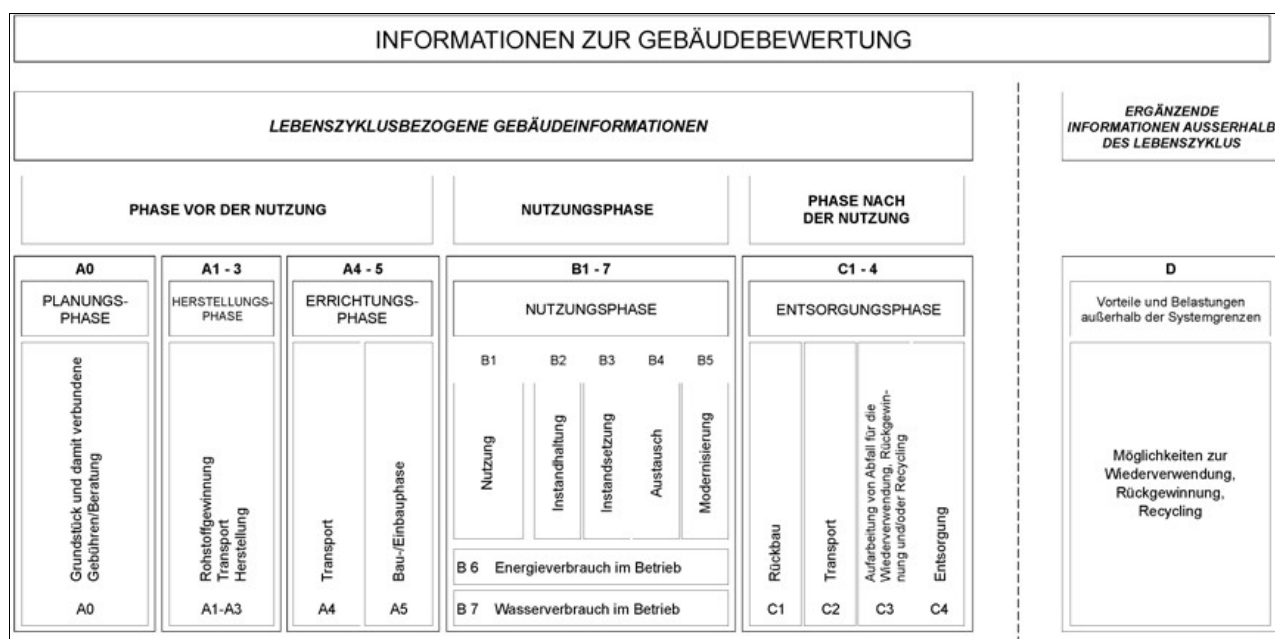 INFORMATIONEN ZUR GEBÄUDEBEWERTUNG
LEBENSZYKLUSBEZOGENE GEBÄUDEINFORMATIONEN
ERGÄNZENDE
INFORMATIONEN AUSSERHALB
DES LEBENSZYKLUS
PHASE VOR DER NUTZUNG
NUTZUNGSPHASE
PHASE NACH
DER NUTZUNG
A0
PLANUNGS-
PHASE
Grundstück und damit verbundene
Gebühren/Beratung
A0
A1 - 3
HERSTELLUNGS-
PHASE
Rohstoffgewinnung
Transport
Herstellung
A1-A3
A4 - 5
ERRICHTUNGS-
PHASE
Transport
A4
Bau-/Einbauphase
A5
B1 - 7
NUTZUNGSPHASE
B1
Nutzung
B2
Instandhaltung
B3
Instandsetzung
B4
Austausch
B5
Modernisierung
B 6 Energieverbrauch im Betrieb
B 7 Wasserverbrauch im Betrieb
C1 - 4
ENTSORGUNGSPHASE
Rückbau
C1
Transport
C2
Aufarbeitung von Abfall für die
Wiederverwendung, Rückgewin-
nung und/oder Recycling
C3
Entsorgung
C4
D
Vorteile und Belastungen
außerhalb der Systemgrenzen
Möglichkeiten zur
Wiederverwendung,
Rückgewinnung,
Recycling